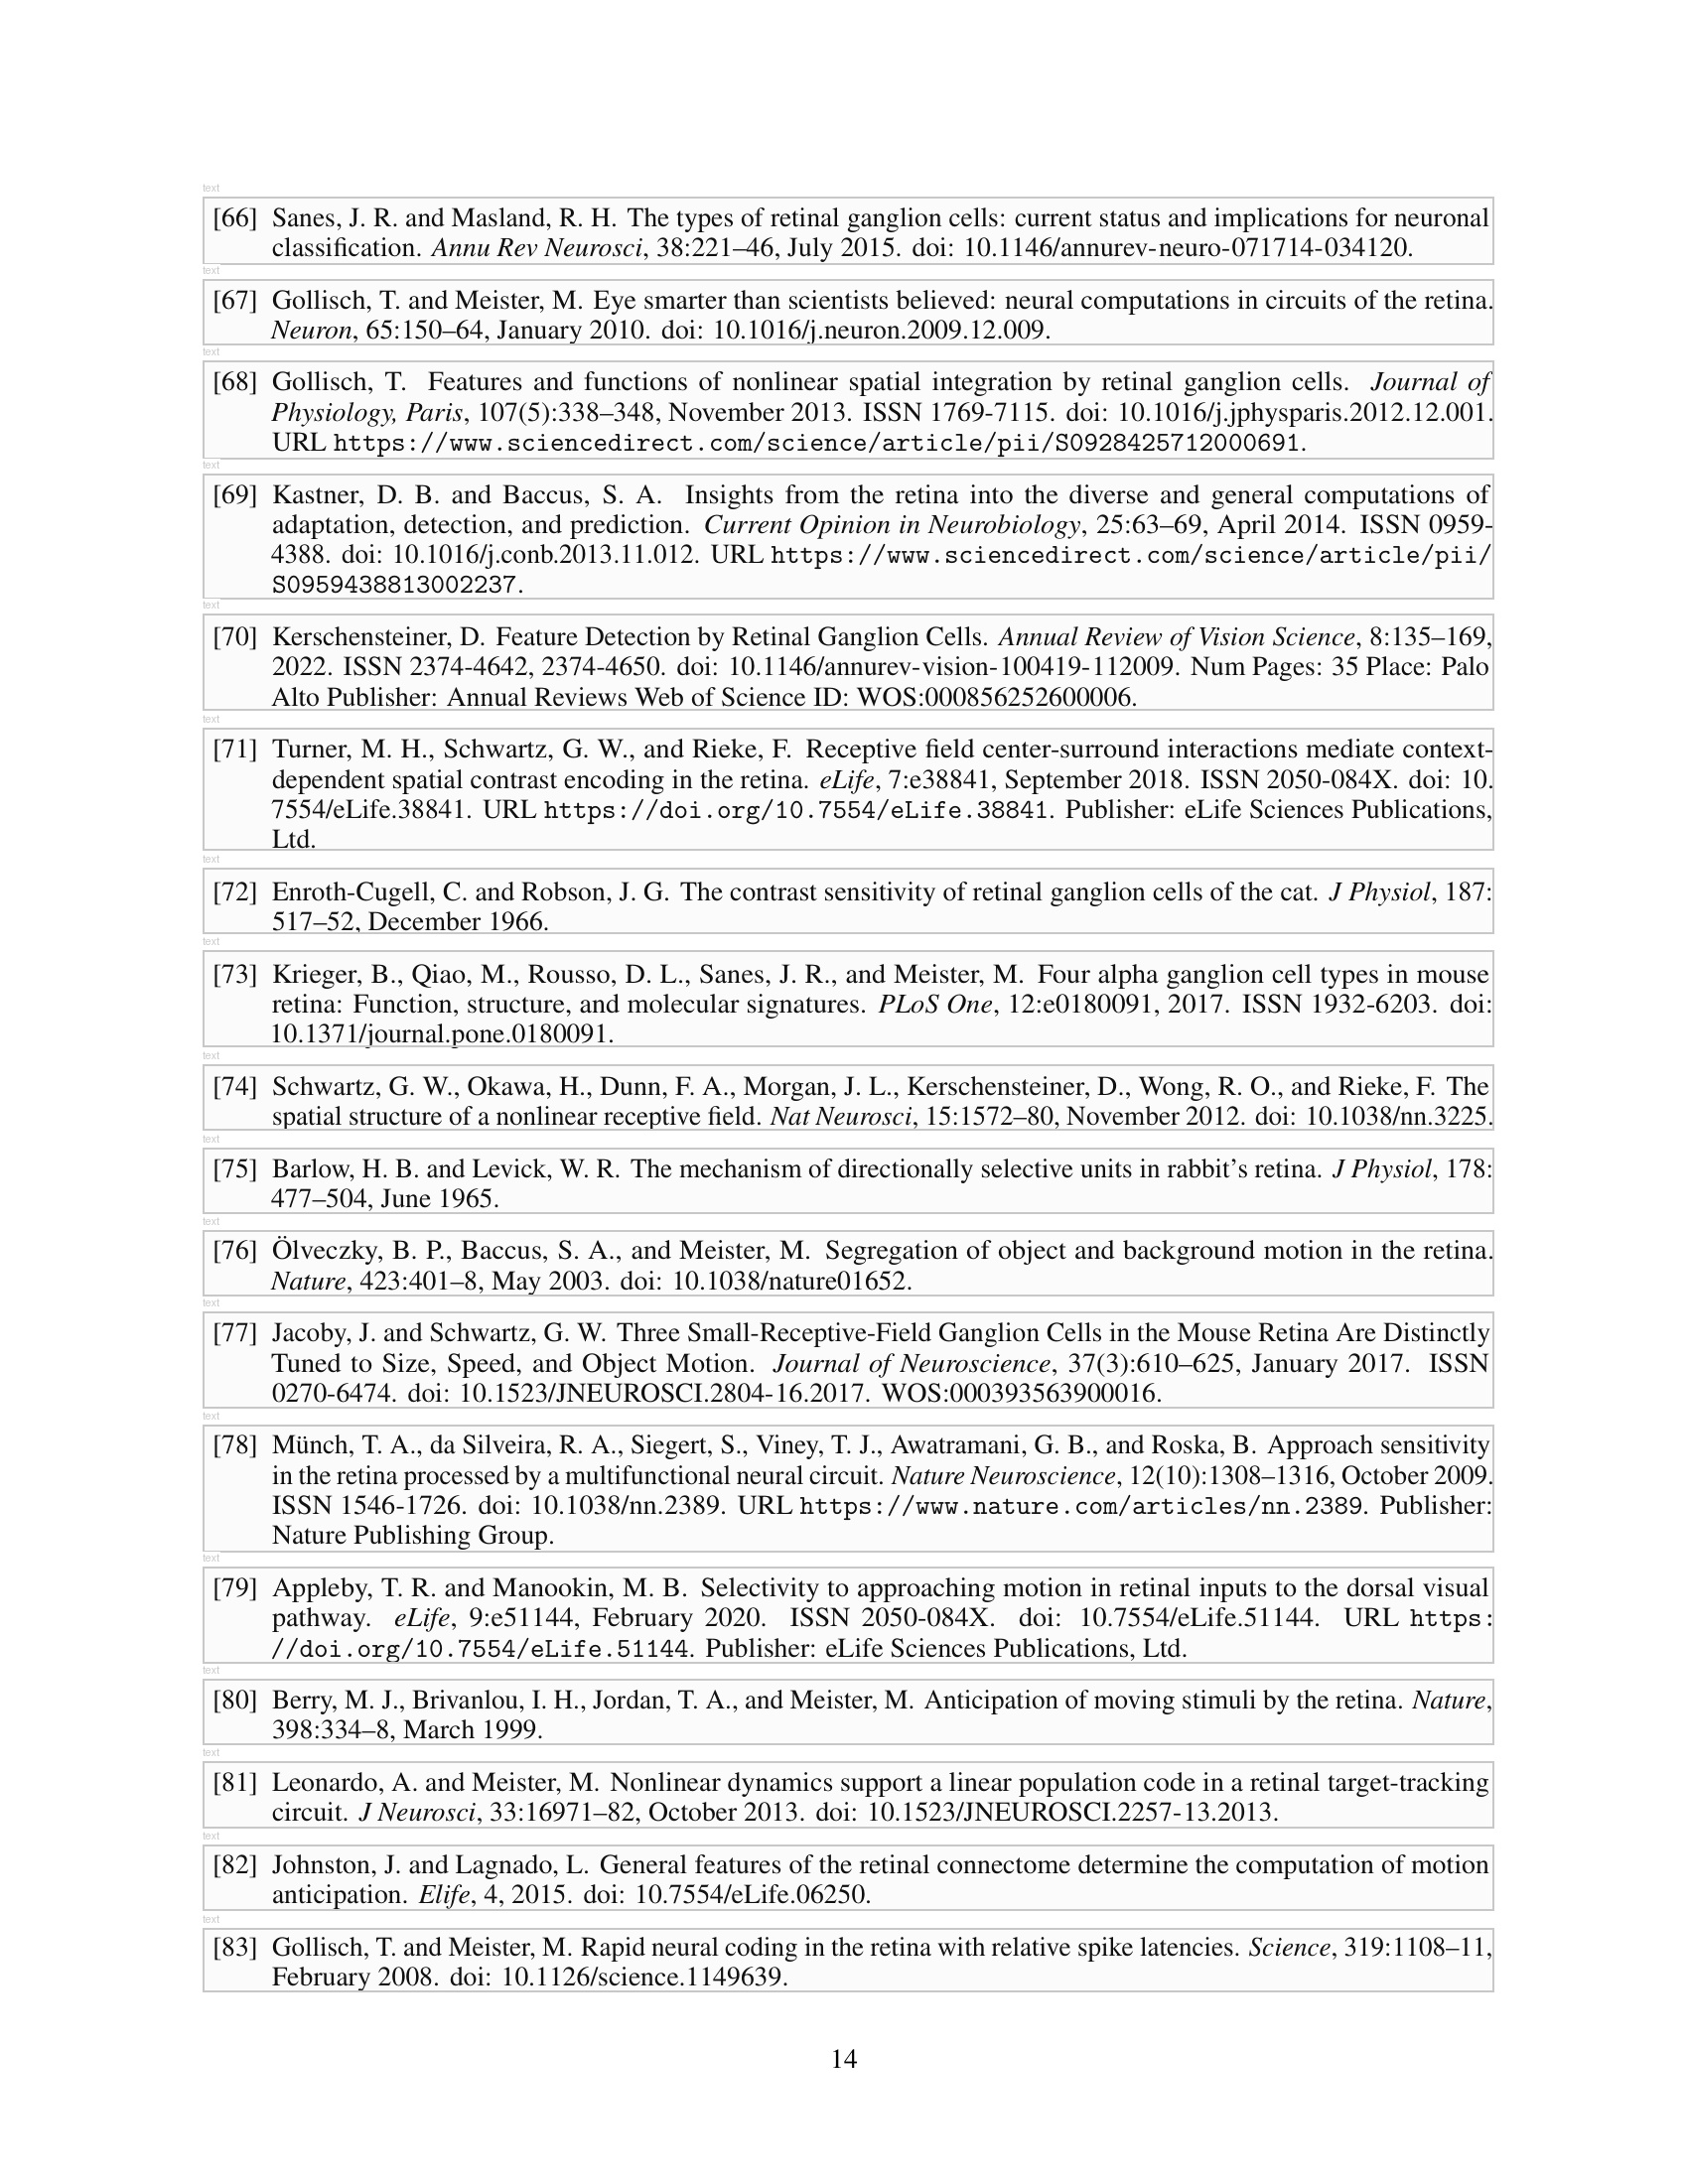 text
[66] Sanes, J. R. and Masland, R. H. The types of retinal ganglion cells: current status and implications for neuronal
classification. Annu Rev Neurosci, 38:221–46, July 2015. doi: 10.1146/annurev-neuro-071714-034120.
text
[67] Gollisch, T. and Meister, M. Eye smarter than scientists believed: neural computations in circuits of the retina.
Neuron, 65:150–64, January 2010. doi: 10.1016/j.neuron.2009.12.009.
text
[68] Gollisch, T. Features and functions of nonlinear spatial integration by retinal ganglion cells. Journal of
Physiology, Paris, 107(5):338–348, November 2013. ISSN 1769-7115. doi: 10.1016/j.jphysparis.2012.12.001.
URL https://www.sciencedirect.com/science/article/pii/S0928425712000691.
text
[69] Kastner, D. B. and Baccus, S. A. Insights from the retina into the diverse and general computations of
adaptation, detection, and prediction. Current Opinion in Neurobiology, 25:63–69, April 2014. ISSN 0959-
4388. doi: 10.1016/j.conb.2013.11.012. URL https://www.sciencedirect.com/science/article/pii/
S0959438813002237.
text
[70] Kerschensteiner, D. Feature Detection by Retinal Ganglion Cells. Annual Review of Vision Science, 8:135–169,
2022. ISSN 2374-4642, 2374-4650. doi: 10.1146/annurev-vision-100419-112009. Num Pages: 35 Place: Palo
Alto Publisher: Annual Reviews Web of Science ID: WOS:000856252600006.
text
[71] Turner, M. H., Schwartz, G. W., and Rieke, F. Receptive field center-surround interactions mediate context-
dependent spatial contrast encoding in the retina. eLife, 7:e38841, September 2018. ISSN 2050-084X. doi: 10.
7554/eLife.38841. URL https://doi.org/10.7554/eLife.38841. Publisher: eLife Sciences Publications,
Ltd.
text
[72] Enroth-Cugell, C. and Robson, J. G. The contrast sensitivity of retinal ganglion cells of the cat. J Physiol, 187:
517–52, December 1966.
text
[73] Krieger, B., Qiao, M., Rousso, D. L., Sanes, J. R., and Meister, M. Four alpha ganglion cell types in mouse
retina: Function, structure, and molecular signatures. PLoS One, 12:e0180091, 2017. ISSN 1932-6203. doi:
10.1371/journal.pone.0180091.
text
[74] Schwartz, G. W., Okawa, H., Dunn, F. A., Morgan, J. L., Kerschensteiner, D., Wong, R. O., and Rieke, F. The
spatial structure of a nonlinear receptive field. Nat Neurosci, 15:1572–80, November 2012. doi: 10.1038/nn.3225.
text
[75] Barlow, H. B. and Levick, W. R. The mechanism of directionally selective units in rabbit's retina. J Physiol, 178:
477–504, June 1965.
text
[76] Ölveczky, B. P., Baccus, S. A., and Meister, M. Segregation of object and background motion in the retina.
Nature, 423:401–8, May 2003. doi: 10.1038/nature01652.
text
[77] Jacoby, J. and Schwartz, G. W. Three Small-Receptive-Field Ganglion Cells in the Mouse Retina Are Distinctly
Tuned to Size, Speed, and Object Motion. Journal of Neuroscience, 37(3):610–625, January 2017. ISSN
0270-6474. doi: 10.1523/JNEUROSCI.2804-16.2017. WOS:000393563900016.
text
[78] Münch, T. A., da Silveira, R. A., Siegert, S., Viney, T. J., Awatramani, G. B., and Roska, B. Approach sensitivity
in the retina processed by a multifunctional neural circuit. Nature Neuroscience, 12(10):1308–1316, October 2009.
ISSN 1546-1726. doi: 10.1038/nn.2389. URL https://www.nature.com/articles/nn.2389. Publisher:
Nature Publishing Group.
text
[79] Appleby, T. R. and Manookin, M. B. Selectivity to approaching motion in retinal inputs to the dorsal visual
pathway. eLife, 9:e51144, February 2020. ISSN 2050-084X. doi: 10.7554/eLife.51144. URL https:
//doi.org/10.7554/eLife.51144. Publisher: eLife Sciences Publications, Ltd.
text
[80] Berry, M. J., Brivanlou, I. H., Jordan, T. A., and Meister, M. Anticipation of moving stimuli by the retina. Nature,
398:334–8, March 1999.
text
[81] Leonardo, A. and Meister, M. Nonlinear dynamics support a linear population code in a retinal target-tracking
circuit. J Neurosci, 33:16971–82, October 2013. doi: 10.1523/JNEUROSCI.2257-13.2013.
text
[82] Johnston, J. and Lagnado, L. General features of the retinal connectome determine the computation of motion
anticipation. Elife, 4, 2015. doi: 10.7554/eLife.06250.
text
[83] Gollisch, T. and Meister, M. Rapid neural coding in the retina with relative spike latencies. Science, 319:1108–11,
February 2008. doi: 10.1126/science.1149639.
14